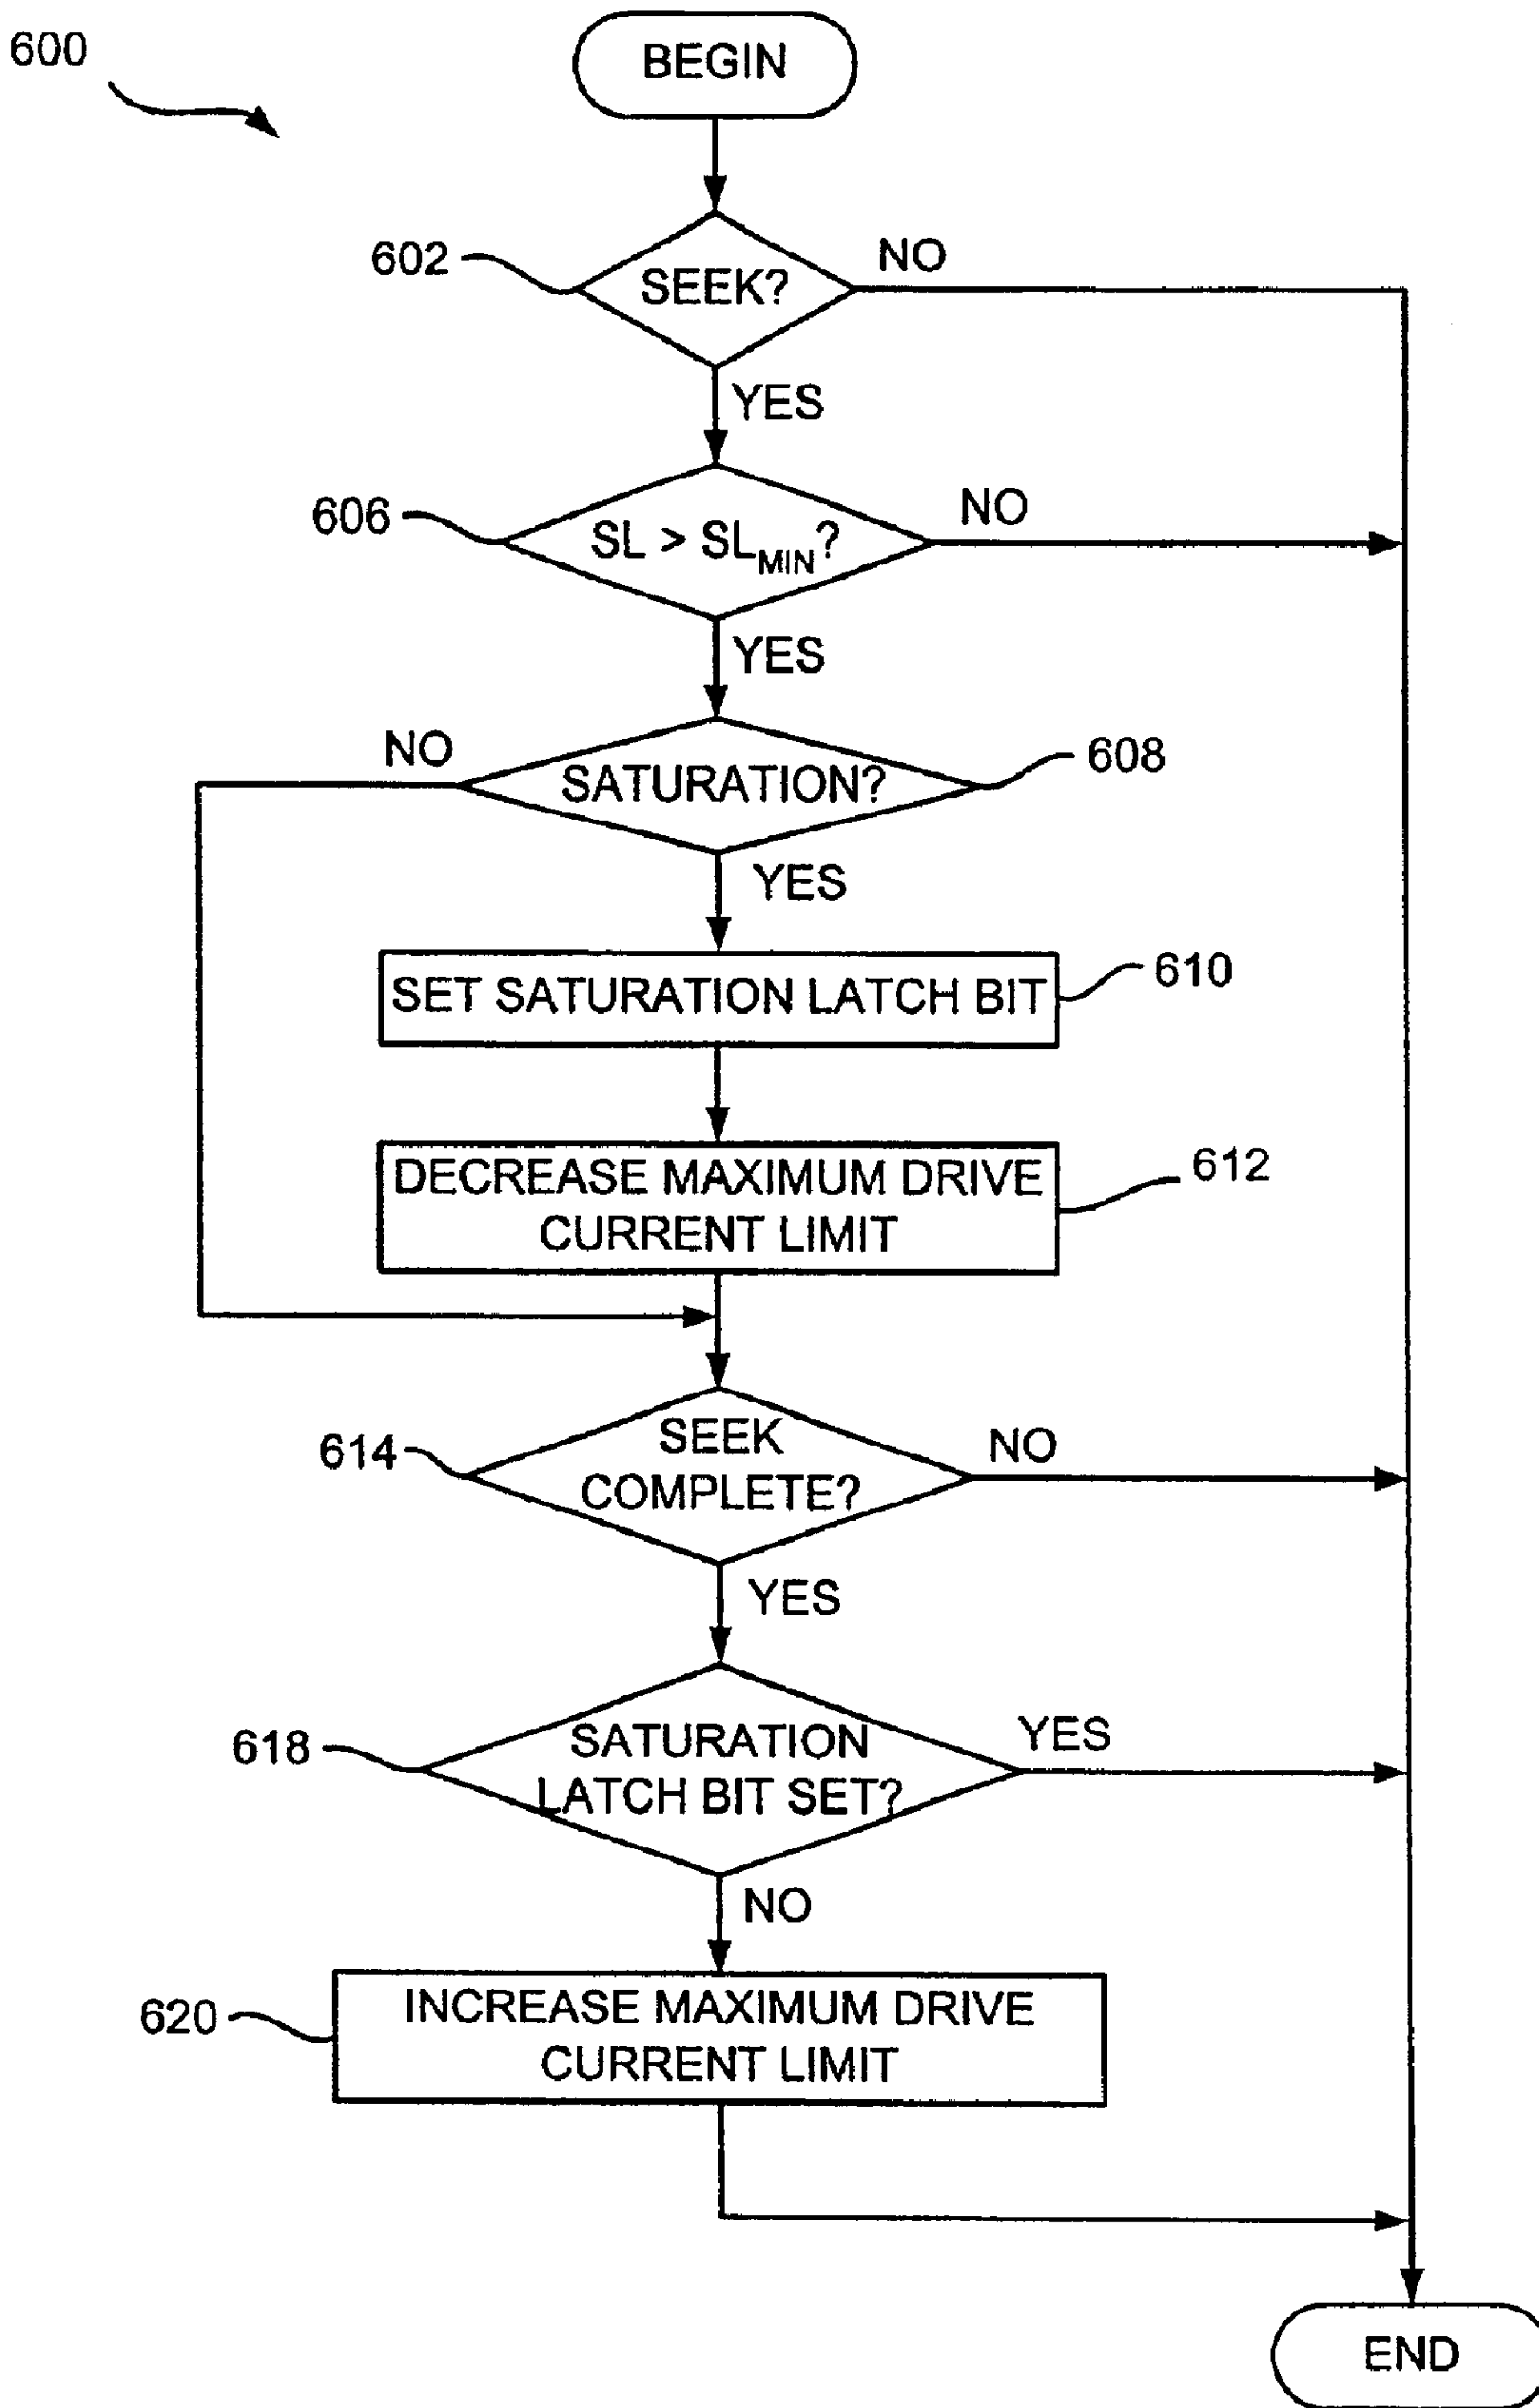 600
BEGIN
602
SEEK?
NO
YES
606
SL > SLMIN?
NO
YES
NO
SATURATION?
608
YES
SET SATURATION LATCH BIT
610
DECREASE MAXIMUM DRIVE
CURRENT LIMIT
612
614
SEEK
COMPLETE?
NO
YES
618
SATURATION
LATCH BIT SET?
YES
NO
620
INCREASE MAXIMUM DRIVE
CURRENT LIMIT
END